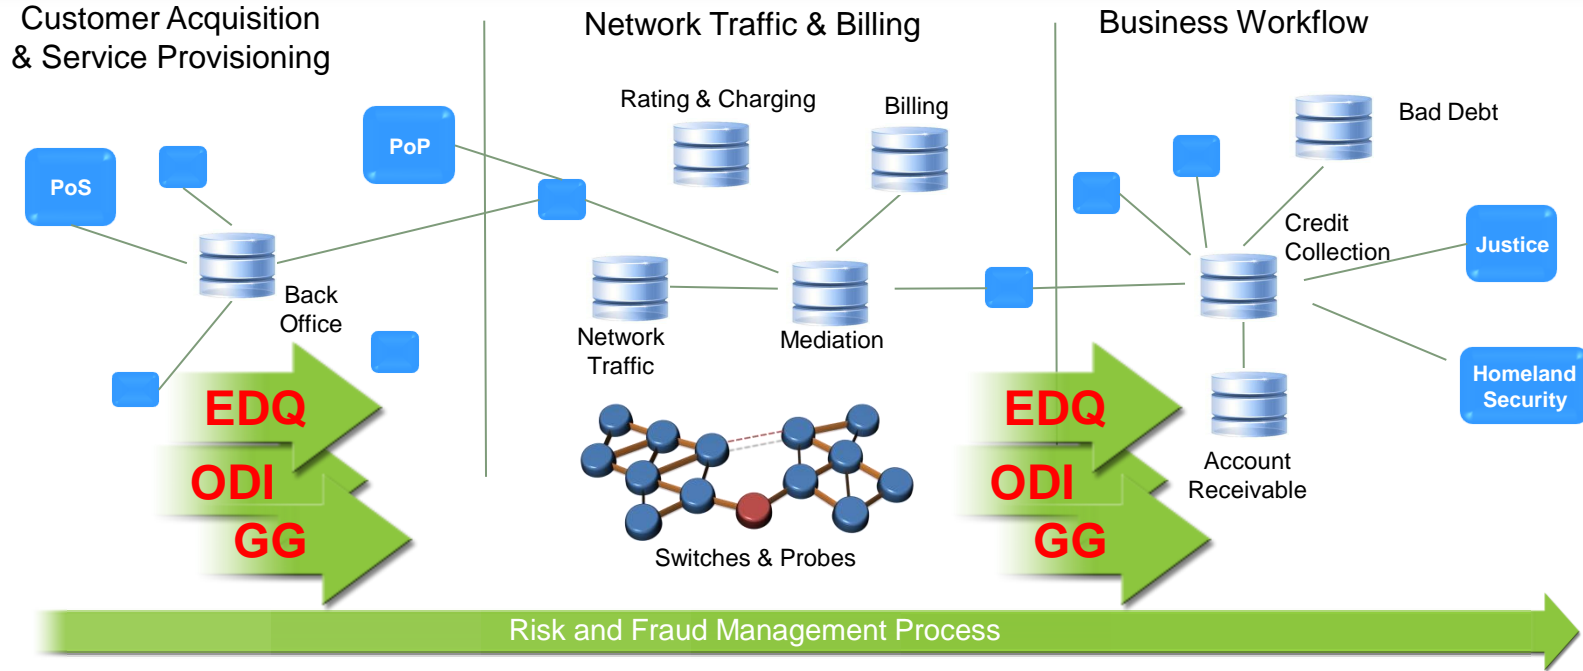 Customer Acquisition
& Service Provisioning
Network Traffic & Billing
Business Workflow
PoS
PoP
Back
Office
Rating & Charging
Billing
Network
Traffic
Mediation
Switches & Probes
Bad Debt
Credit
Collection
Justice
Homeland
Security
Account
Receivable
EDQ
ODI
GG
EDQ
ODI
GG
Risk and Fraud Management Process